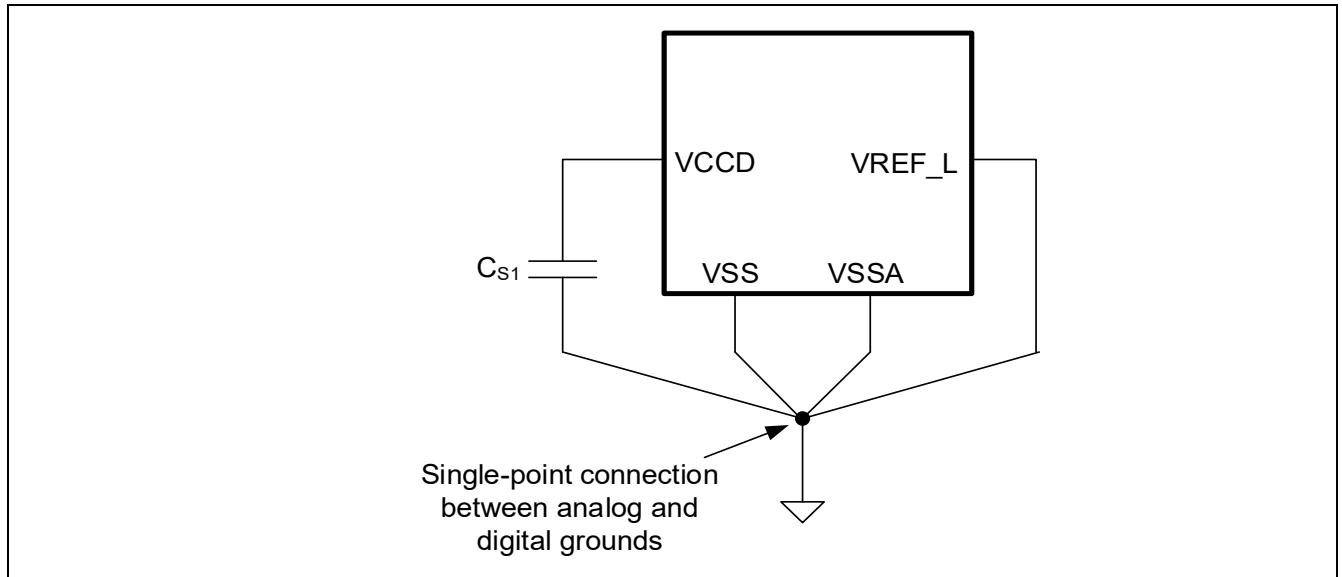 VCCD
VREF_L
CS1
VSS
VSSA
Single-point connection
between analog and
digital grounds